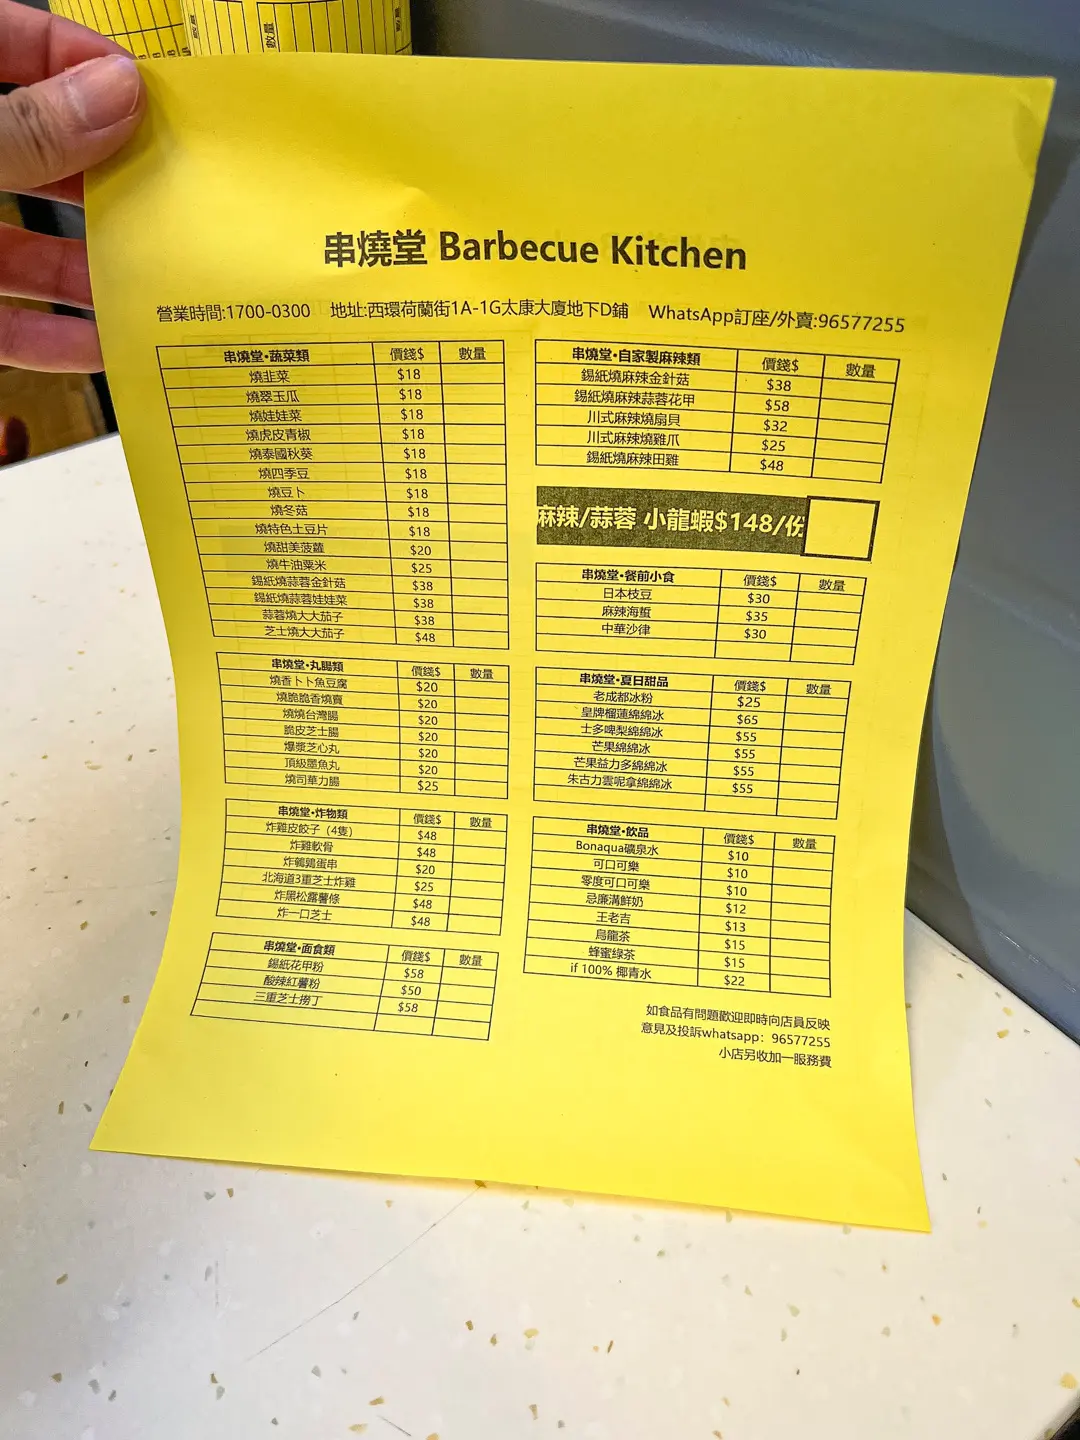 數量
串燒堂 Barbecue Kitchen
營業時間:1700-0300 地址:西環荷蘭街1A-1G太康大廈地下D鋪 WhatsApp訂座/外賣:96577255
串燒堂•蔬菜類 價錢$ 數量
燒韭菜 $18
燒翠玉瓜 $18
燒娃娃菜 $18
燒虎皮青椒 $18
燒泰國秋葵 $18
燒四季豆 $18
燒豆卜 $18
燒冬菇 $18
燒特色土豆片 $18
燒甜美菠蘿 $20
燒牛油粟米 $25
錫紙燒蒜蓉金針菇 $38
錫紙燒蒜蓉娃娃菜 $38
蒜蓉燒大大茄子 $38
芝士燒大大茄子 $48
串燒堂•丸腸類 價錢$ 數量
燒香卜卜魚豆腐 $20
燒脆脆香燒賣 $20
燒燒台灣腸 $20
脆皮芝士腸 $20
爆漿芝心丸 $20
頂級墨魚丸 $20
燒司華力腸 $25
串燒堂•炸物類 價錢$ 數量
炸雞皮餃子（4隻） $48
炸雞軟骨 $48
炸鵪鶉蛋串 $20
北海道3重芝士炸雞 $25
炸黑松露薯條 $48
炸一口芝士 $48
串燒堂•面食類 價錢$ 數量
錫紙花甲粉 $58
酸辣紅薯粉 $50
三重芝士撈丁 $58
串燒堂•自家製麻辣類 價錢$ 數量
錫紙燒麻辣金針菇 $38
錫紙燒麻辣蒜蓉花甲 $58
川式麻辣燒扇貝 $32
川式麻辣燒雞爪 $25
錫紙燒麻辣田雞 $48
麻辣/蒜蓉 小龍蝦$148/份
串燒堂•餐前小食 價錢$ 數量
日本枝豆 $30
麻辣海蜇 $35
中華沙律 $30
串燒堂•夏日甜品 價錢$ 數量
老成都冰粉 $25
皇牌榴蓮綿綿冰 $65
士多啤梨綿綿冰 $55
芒果綿綿冰 $55
芒果益力多綿綿冰 $55
朱古力雲呢拿綿綿冰 $55
串燒堂•飲品 價錢$ 數量
Bonaqua礦泉水 $10
可口可樂 $10
零度可口可樂 $10
忌廉溝鮮奶 $12
王老吉 $13
烏龍茶 $15
蜂蜜綠茶 $15
if 100% 椰青水 $22
如食品有問題歡迎即時向店員反映
意見及投訴whatsapp：96577255
小店另收加一服務費